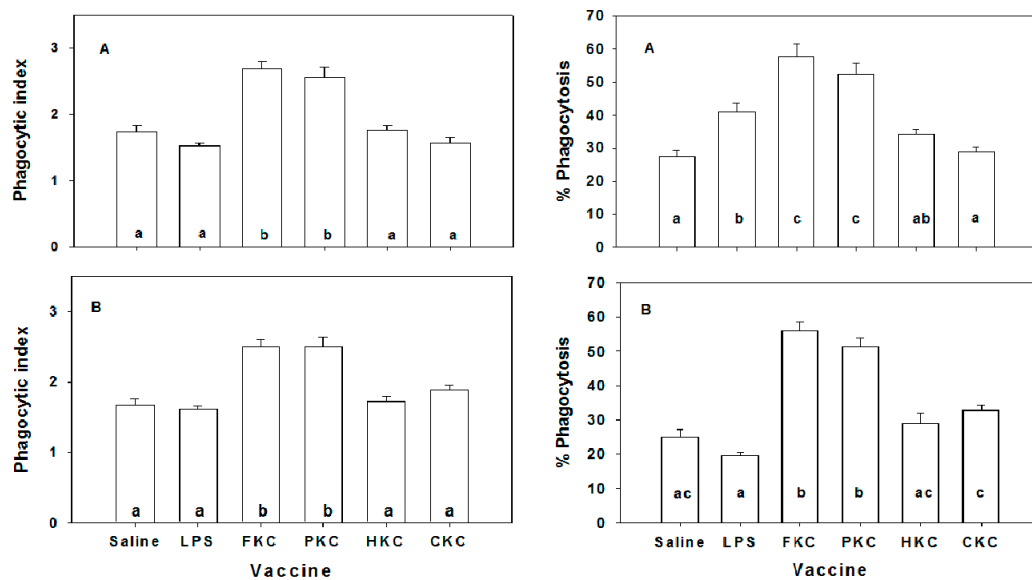 A
Phagocytic index
3
2
1
0
a
a
b
b
a
a
A
% Phagocytosis
70
60
50
40
30
20
10
0
a
b
c
c
ab
a
B
Phagocytic index
3
2
1
0
a
a
b
b
a
a
Saline LPS FKC PKC HKC CKC
Vaccine
B
% Phagocytosis
70
60
50
40
30
20
10
0
ac
a
b
b
ac
c
Saline LPS FKC PKC HKC CKC
Vaccine